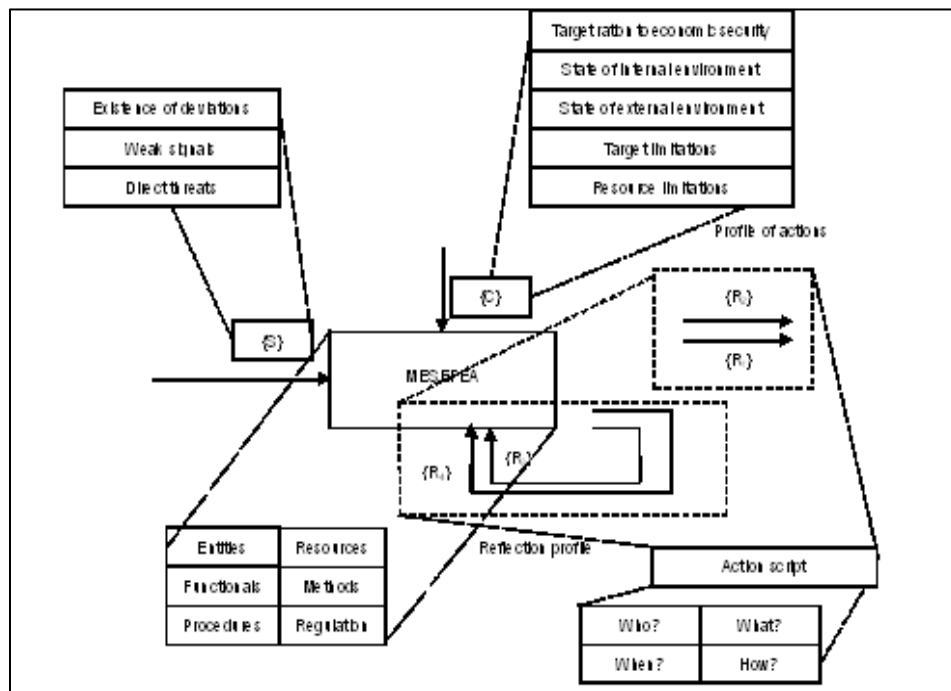 Target ration to economic security
State of internal environment
State of external environment
Target limitations
Resource limitations
Existence of deviations
Weak signals
Direct threats
Profile of actions
{C}
{S}
MESBFEA
Entities
Resources
Functionals
Methods
Procedures
Regulation
Reflection profile
Action script
Who?
What?
When?
How?